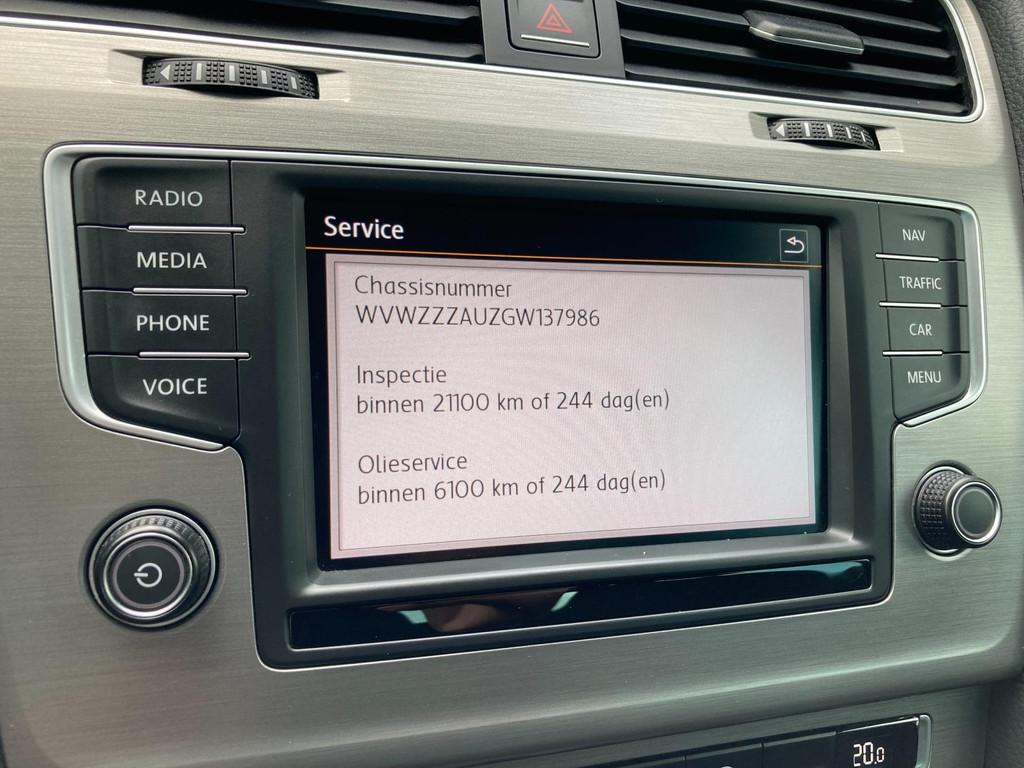 RADIO
MEDIA
PHONE
VOICE
Service
Chassisnummer
WVWZZZAUZGW137986
Inspectie
binnen 21100 km of 244 dag(en)
Olieservice
binnen 6100 km of 244 dag(en)
NAV
TRAFFIC
CAR
MENU
20.0